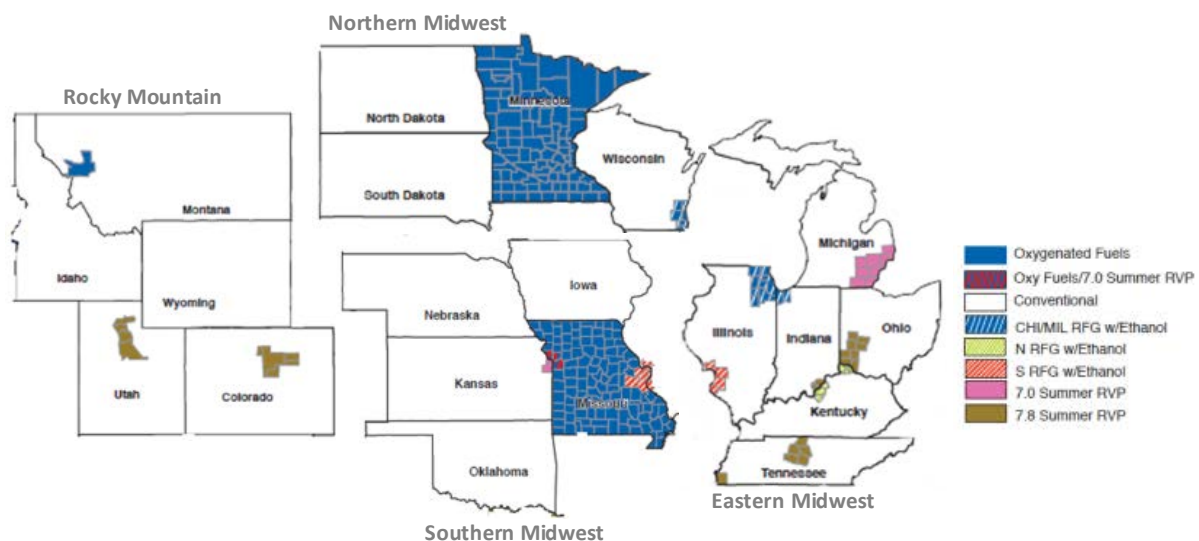 Northern Midwest
Rocky Mountain
Minnesota
North Dakota
Wisconsin
South Dakota
Montana
Michigan
Idaho
Wyoming
Iowa
Nebraska
Illinois
Indiana
Ohio
Utah
Colorado
Kansas
Missouri
Kentucky
Oklahoma
Tennessee
Eastern Midwest
Southern Midwest
Oxygenated Fuels
Oxy Fuels/7.0 Summer RVP
Conventional
CHI/MIL RFG w/Ethanol
N RFG w/Ethanol
S RFG w/Ethanol
7.0 Summer RVP
7.8 Summer RVP